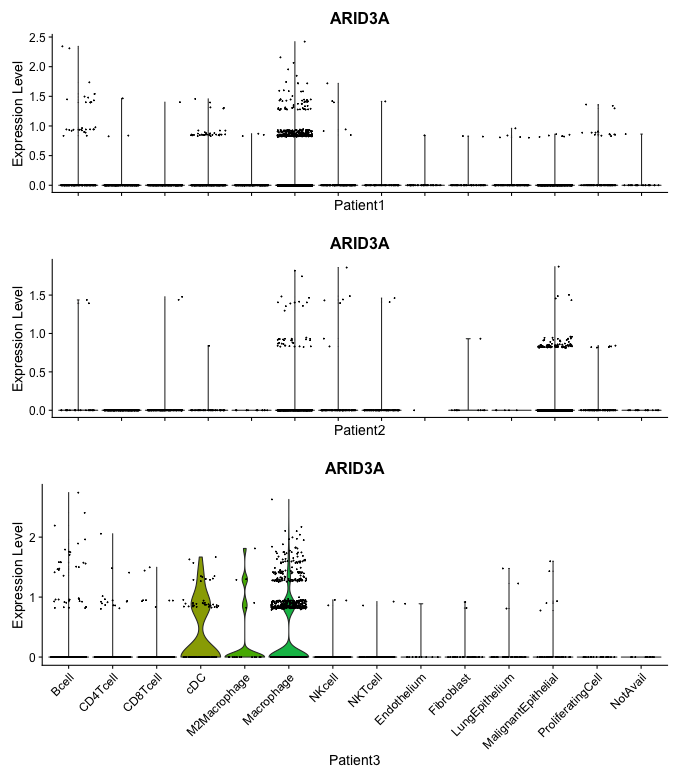 ARID3A
Expression Level
2.5
2.0
1.5
1.0
0.5
0.0
Patient1
ARID3A
Expression Level
1.5
1.0
0.5
0.0
Patient2
ARID3A
Expression Level
2
1
0
Bcell
CD4Tcell
CD8Tcell
cDC
M2Macrophage
Macrophage
NKcell
NKTcell
Endothelium
Fibroblast
LungEpithelium
MalignantEpithelial
ProliferatingCell
NotAvail
Patient3